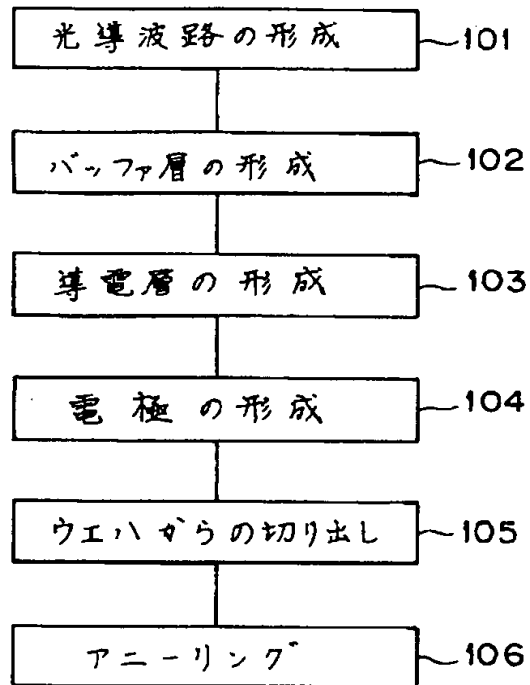 光導波路の形成 101
バッファ層の形成 102
導電層の形成 103
電極の形成 104
ウエハからの切り出し 105
アニーリング 106